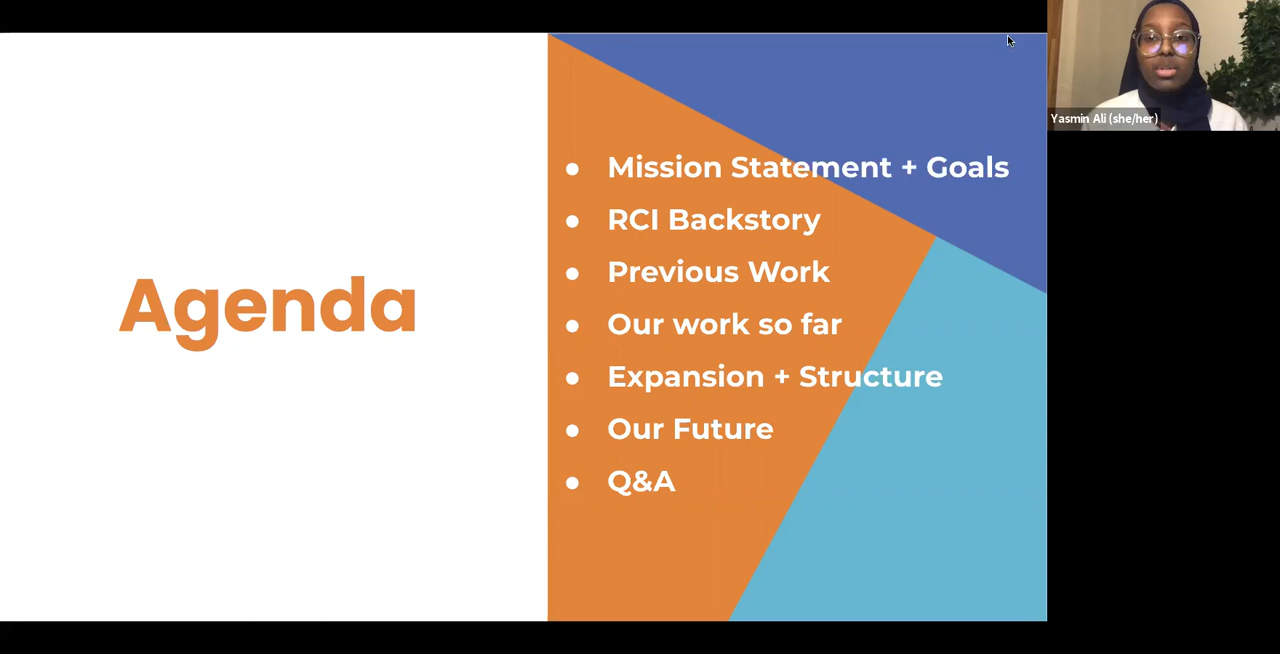 Agenda
Mission Statement + Goals
RCI Backstory
Previous Work
Our work so far
Expansion + Structure
Our Future
Q&A
Yasmin Ali (she/her)